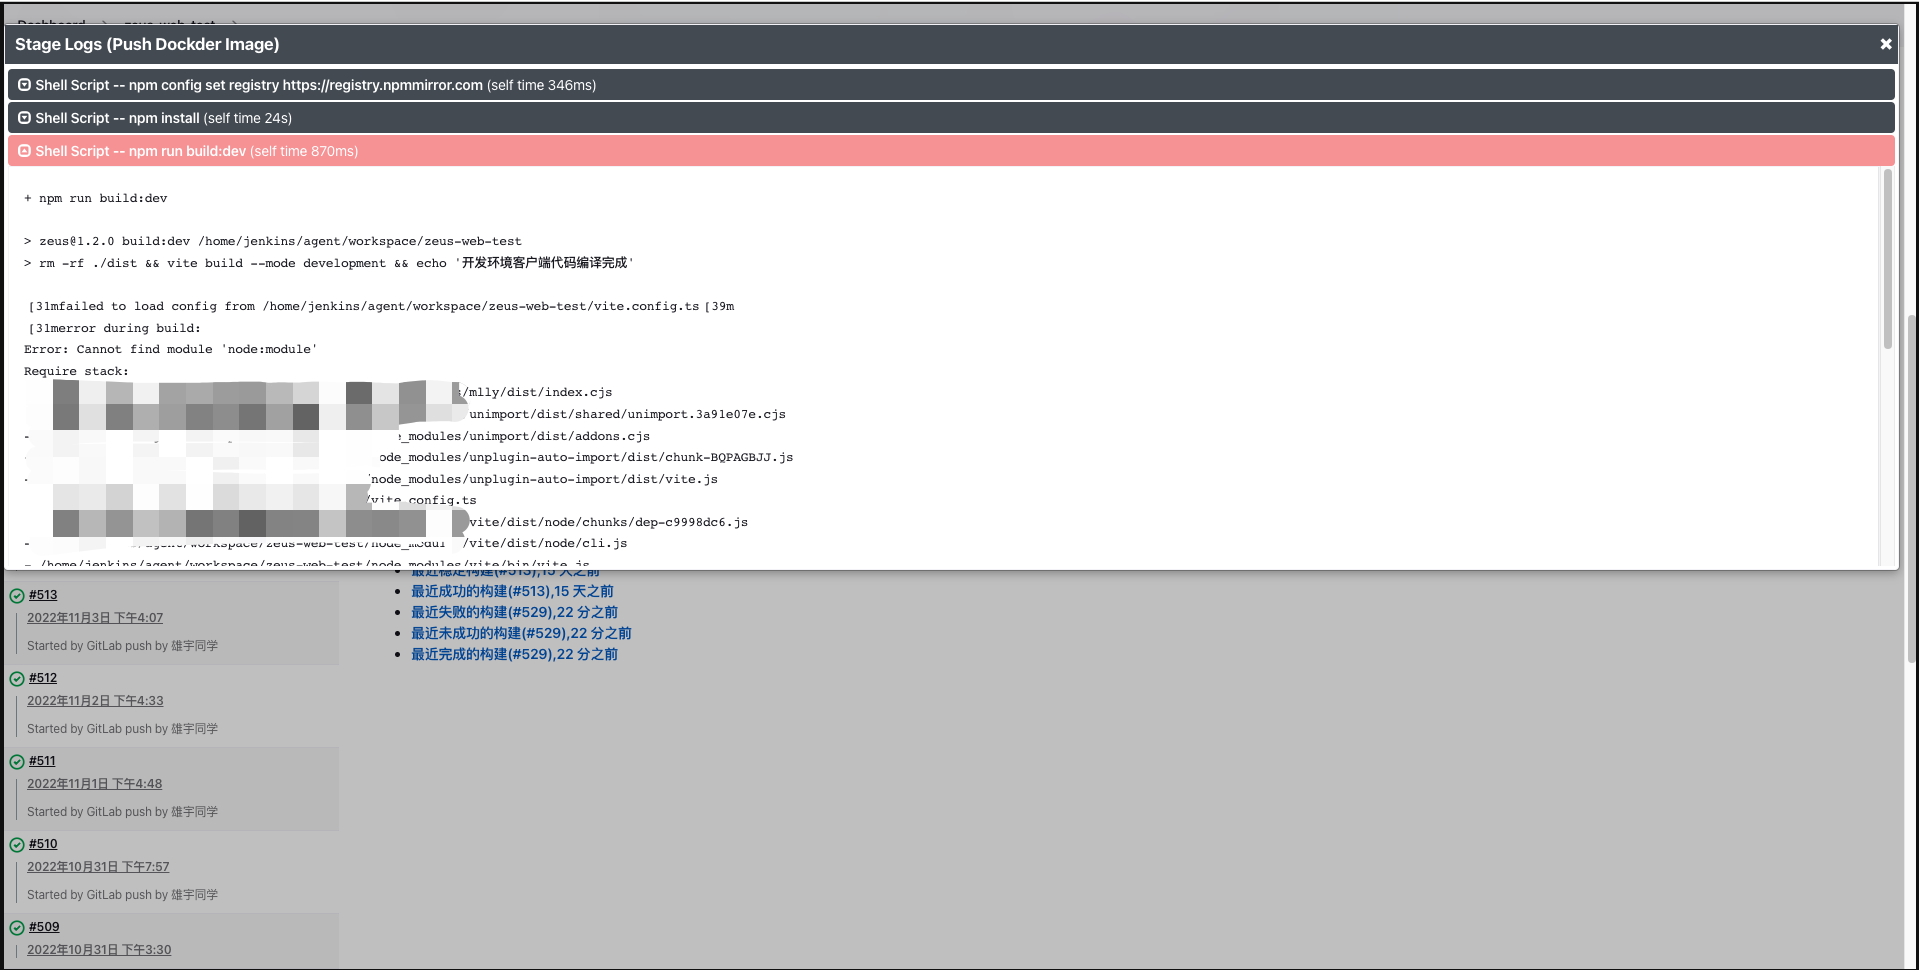 Dashboard > zeus-web-test >
Stage Logs (Push Dockder Image)
Shell Script -- npm config set registry https://registry.npmmirror.com (self time 346ms)
Shell Script -- npm install (self time 24s)
Shell Script -- npm run build:dev (self time 870ms)
+ npm run build:dev
> zeus@1.2.0 build:dev /home/jenkins/agent/workspace/zeus-web-test
> rm -rf ./dist && vite build --mode development && echo '开发环境客户端代码编译完成'
[31mfailed to load config from /home/jenkins/agent/workspace/zeus-web-test/vite.config.ts[39m
[31merror during build:
Error: Cannot find module 'node:module'
Require stack:
/mlly/dist/index.cjs
unimport/dist/shared/unimport.3a91e07e.cjs
e_modules/unimport/dist/addons.cjs
ode_modules/unplugin-auto-import/dist/chunk-BQPAGBJJ.js
node_modules/unplugin-auto-import/dist/vite.js
/vite.config.ts
vite/dist/node/chunks/dep-c9998dc6.js
/agent/workspace/zeus-web-test/node_modul /vite/dist/node/cli.js
- /home/jenkins/agent/workspace/zeus-web-test/node_modules/vite/bin/vite.js
最近稳定构建(#513),15 天之前
最近成功的构建(#513),15 天之前
最近失败的构建(#529),22 分之前
最近未成功的构建(#529),22 分之前
最近完成的构建(#529),22 分之前
#513
2022年11月3日 下午4:07
Started by GitLab push by 雄宇同学
#512
2022年11月2日 下午4:33
Started by GitLab push by 雄宇同学
#511
2022年11月1日 下午4:48
Started by GitLab push by 雄宇同学
#510
2022年10月31日 下午7:57
Started by GitLab push by 雄宇同学
#509
2022年10月31日 下午3:30